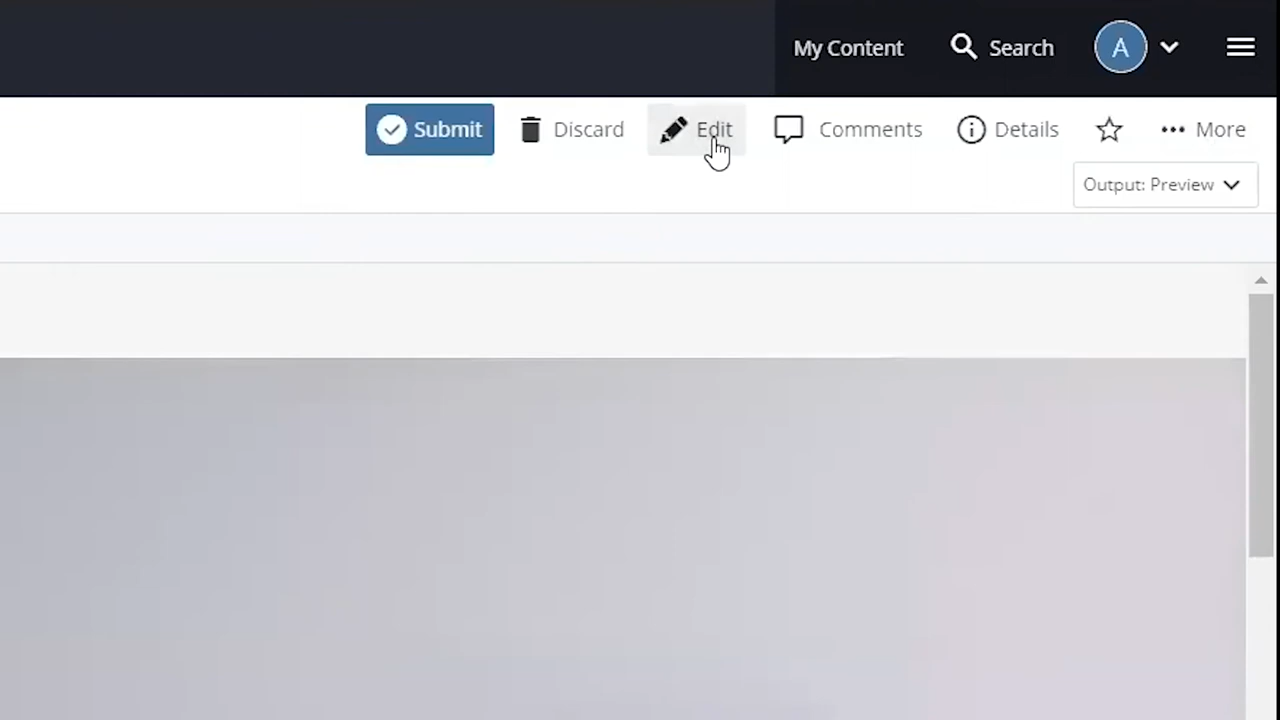 My Content Search A
Submit Discard Edit Comments Details More
Output: Preview